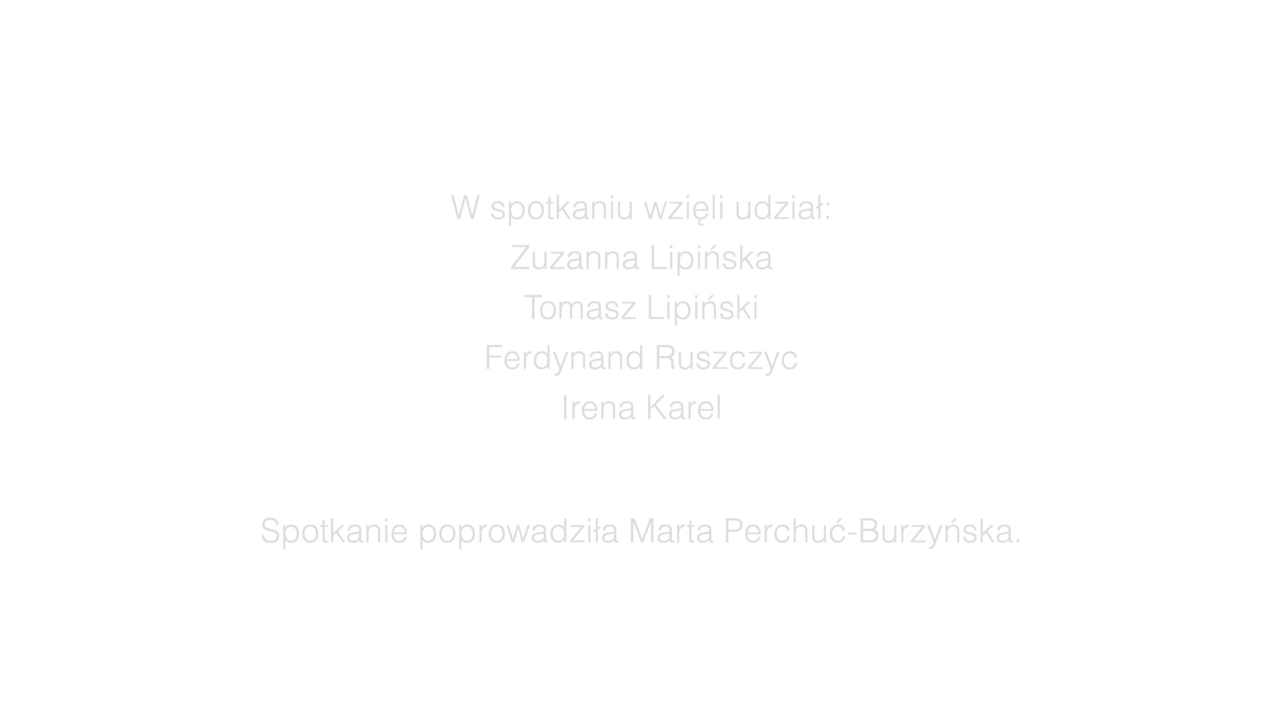 W spotkaniu wzięli udział:
Zuzanna Lipińska
Tomasz Lipiński
Ferdynand Ruszczyc
Irena Karel
Spotkanie poprowadziła Marta Perchuć-Burzyńska.